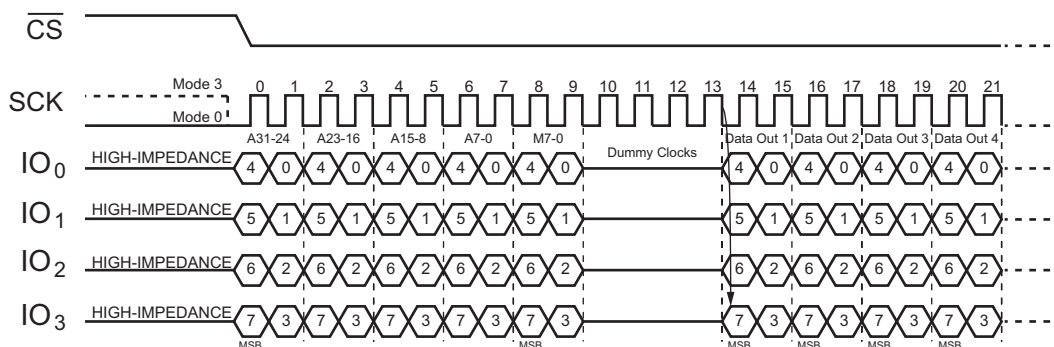 CS
Mode 3
SCK
Mode 0
0 1 2 3 4 5 6 7 8 9 10 11 12 13 14 15 16 17 18 19 20 21
A31-24 A23-16 A15-8 A7-0 M7-0 Dummy Clocks Data Out 1 Data Out 2 Data Out 3 Data Out 4
IO0 HIGH-IMPEDANCE 4 0 4 0 4 0 4 0 4 0 4 0 4 0 4 0 4 0
IO1 HIGH-IMPEDANCE 5 1 5 1 5 1 5 1 5 1 5 1 5 1 5 1 5 1
IO2 HIGH-IMPEDANCE 6 2 6 2 6 2 6 2 6 2 6 2 6 2 6 2 6 2
IO3 HIGH-IMPEDANCE 7 3 7 3 7 3 7 3 7 3 7 3 7 3 7 3 7 3
MSB MSB MSB MSB MSB MSB